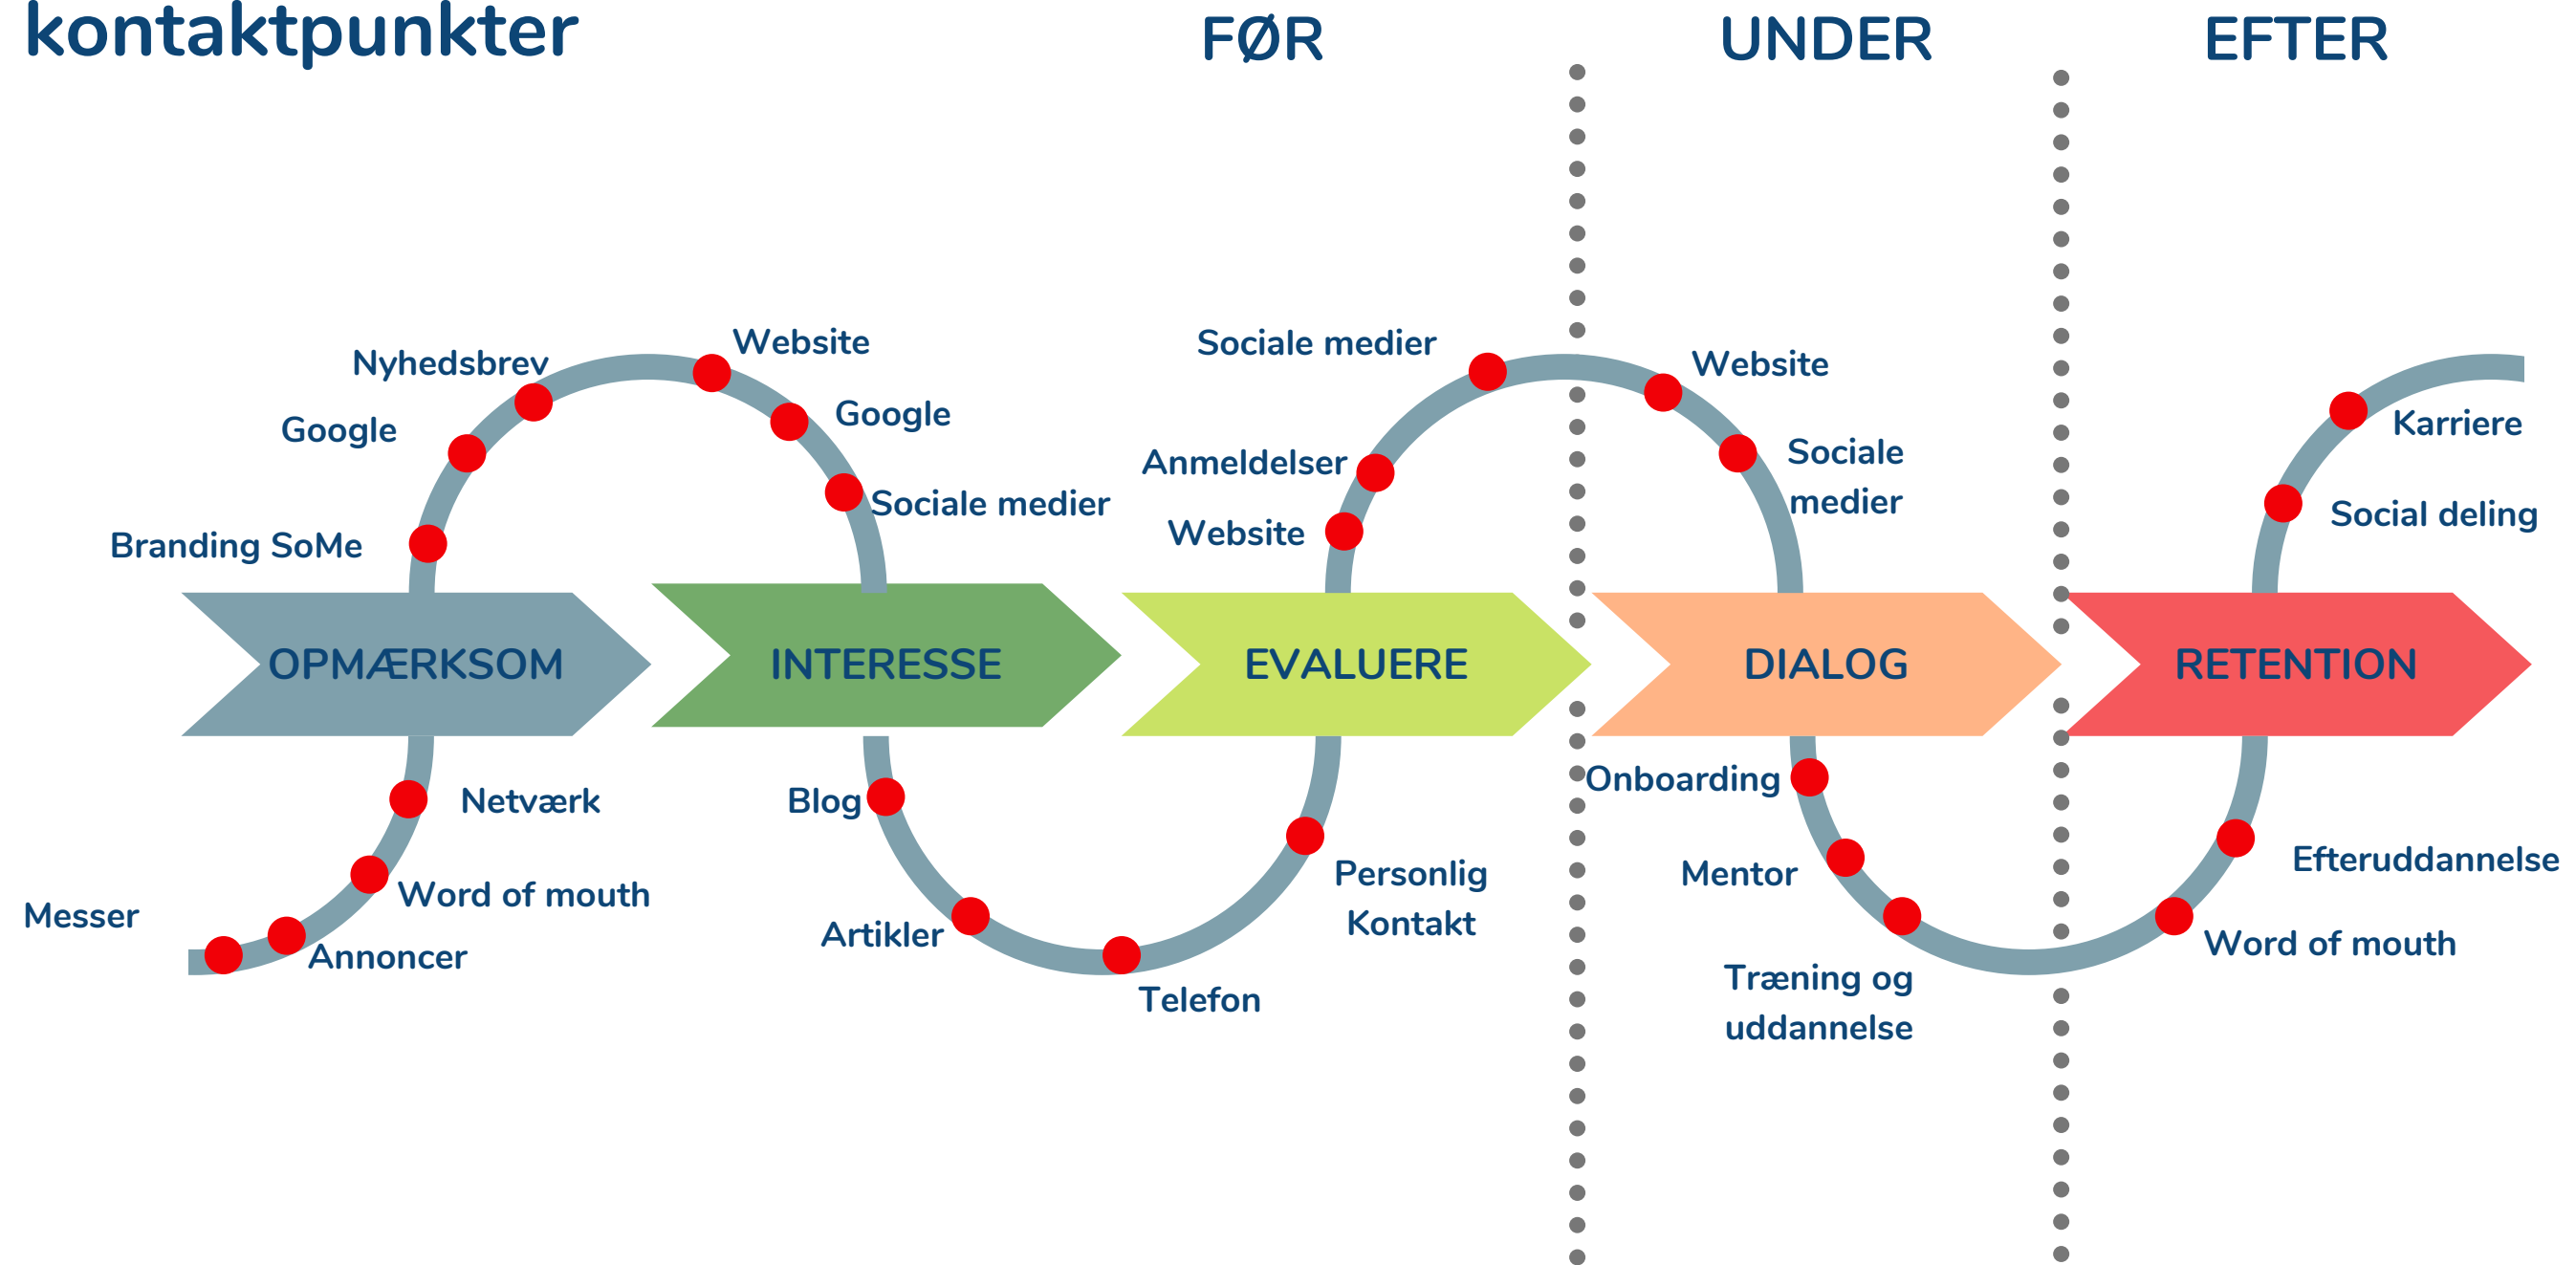 kontaktpunkter
FØR
UNDER
EFTER
Nyhedsbrev
Website
Google
Google
Branding SoMe
Sociale medier
Sociale medier
Website
Anmeldelser
Sociale
medier
Website
Karriere
Social deling
OPMÆRKSOM
INTERESSE
EVALUERE
DIALOG
RETENTION
Netværk
Word of mouth
Messer
Annoncer
Blog
Artikler
Telefon
Personlig
Kontakt
Onboarding
Mentor
Træning og
uddannelse
Efteruddannelse
Word of mouth